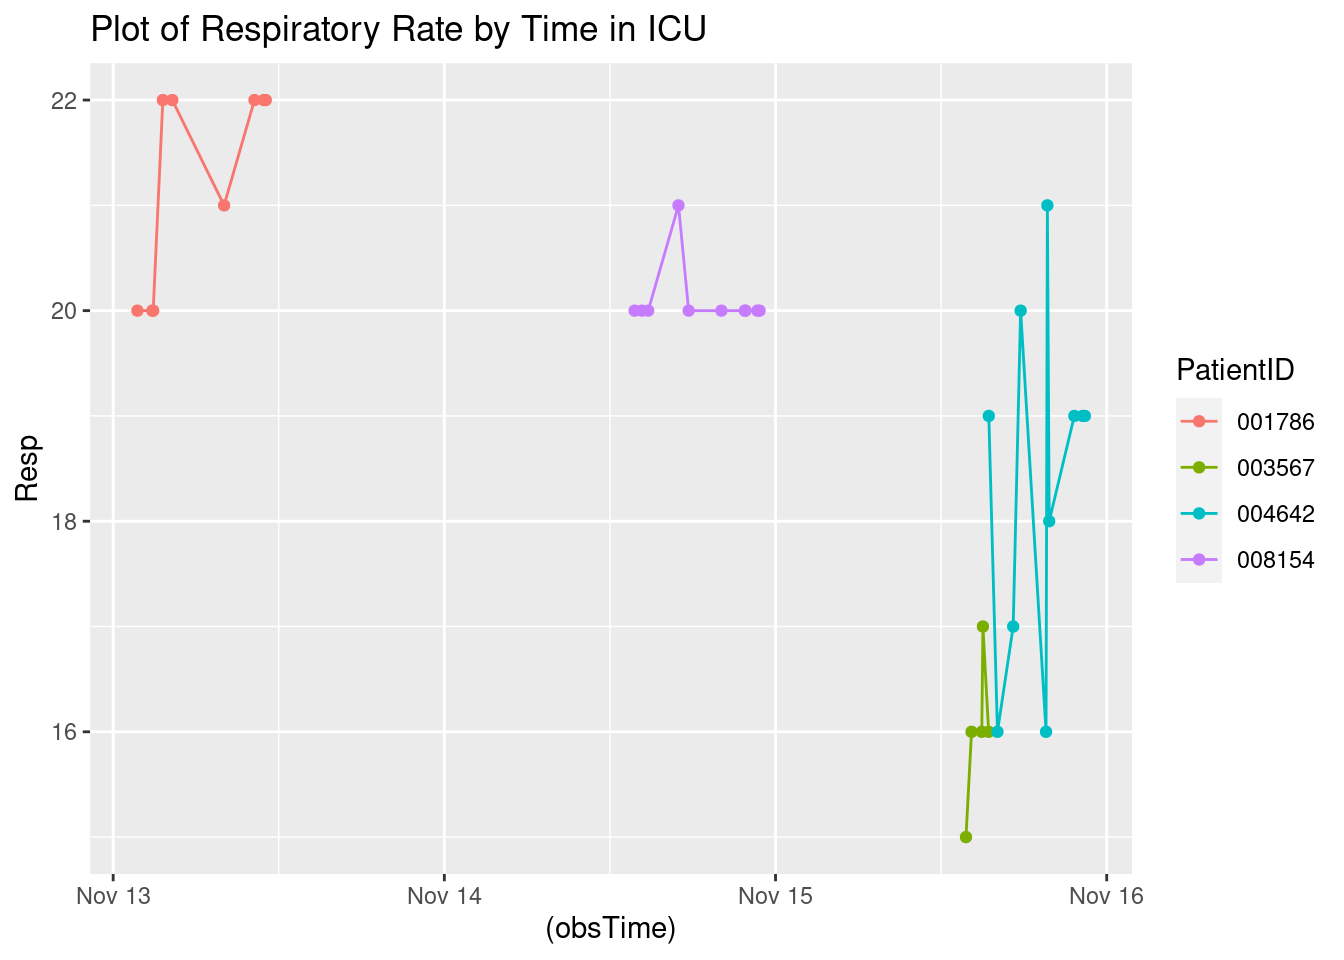 Plot of Respiratory Rate by Time in ICU
22
20
18
16
Resp
Nov 13
Nov 14
Nov 15
Nov 16
(obsTime)
PatientID
001786
003567
004642
008154